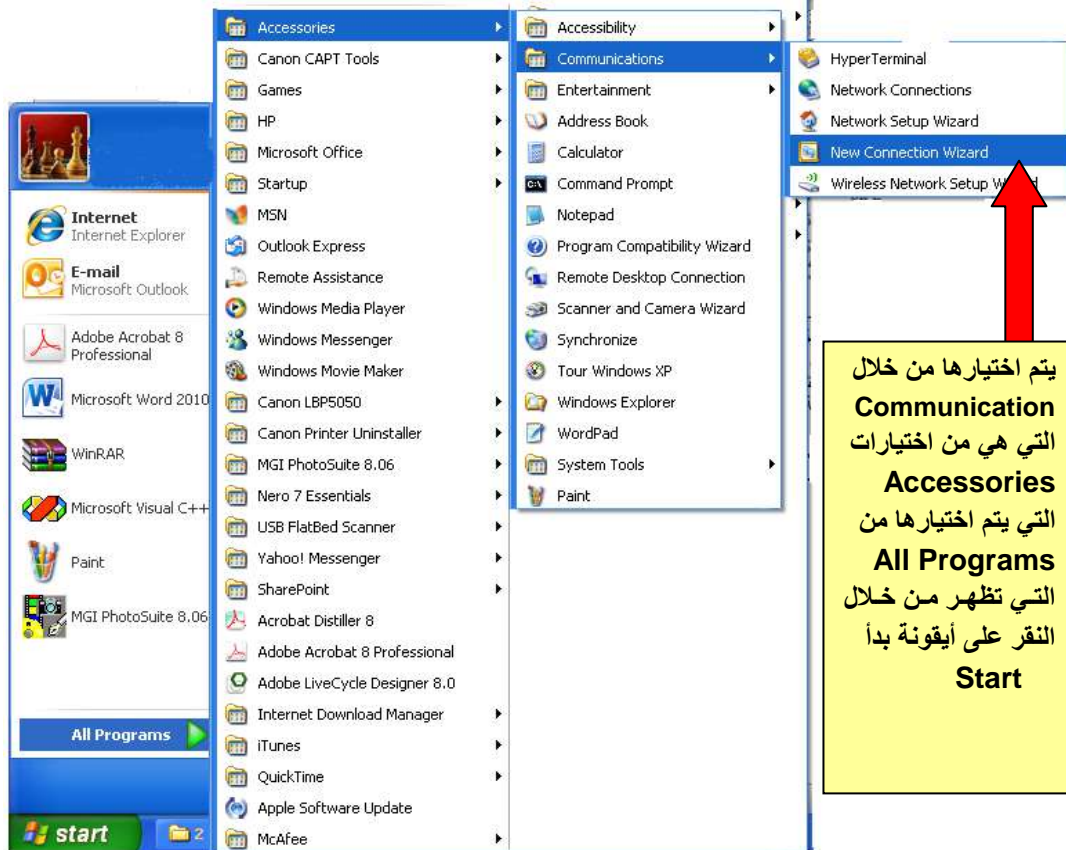 Internet
Internet Explorer
E-mail
Microsoft Outlook
Adobe Acrobat 8
Professional
Microsoft Word 2010
WinRAR
Microsoft Visual C++
Paint
MGI PhotoSuite 8.06
All Programs
start
2
Accessories
Canon CAPT Tools
Games
HP
Microsoft Office
Startup
MSN
Outlook Express
Remote Assistance
Windows Media Player
Windows Messenger
Windows Movie Maker
Canon LBP5050
Canon Printer Uninstaller
MGI PhotoSuite 8.06
Nero 7 Essentials
USB FlatBed Scanner
Yahoo! Messenger
SharePoint
Acrobat Distiller 8
Adobe Acrobat 8 Professional
Adobe LiveCycle Designer 8.0
Internet Download Manager
iTunes
QuickTime
Apple Software Update
McAfee
Accessibility
Communications
Entertainment
Address Book
Calculator
Command Prompt
Notepad
Program Compatibility Wizard
Remote Desktop Connection
Scanner and Camera Wizard
Synchronize
Tour Windows XP
Windows Explorer
WordPad
System Tools
Paint
HyperTerminal
Network Connections
Network Setup Wizard
New Connection Wizard
Wireless Network Setup
يتم اختيارها من خلال
Communication
التي هي من اختيارات
Accessories
التي يتم اختيارها من
All Programs
التي تظهر من خلال
النقر على أيقونة بدأ
Start